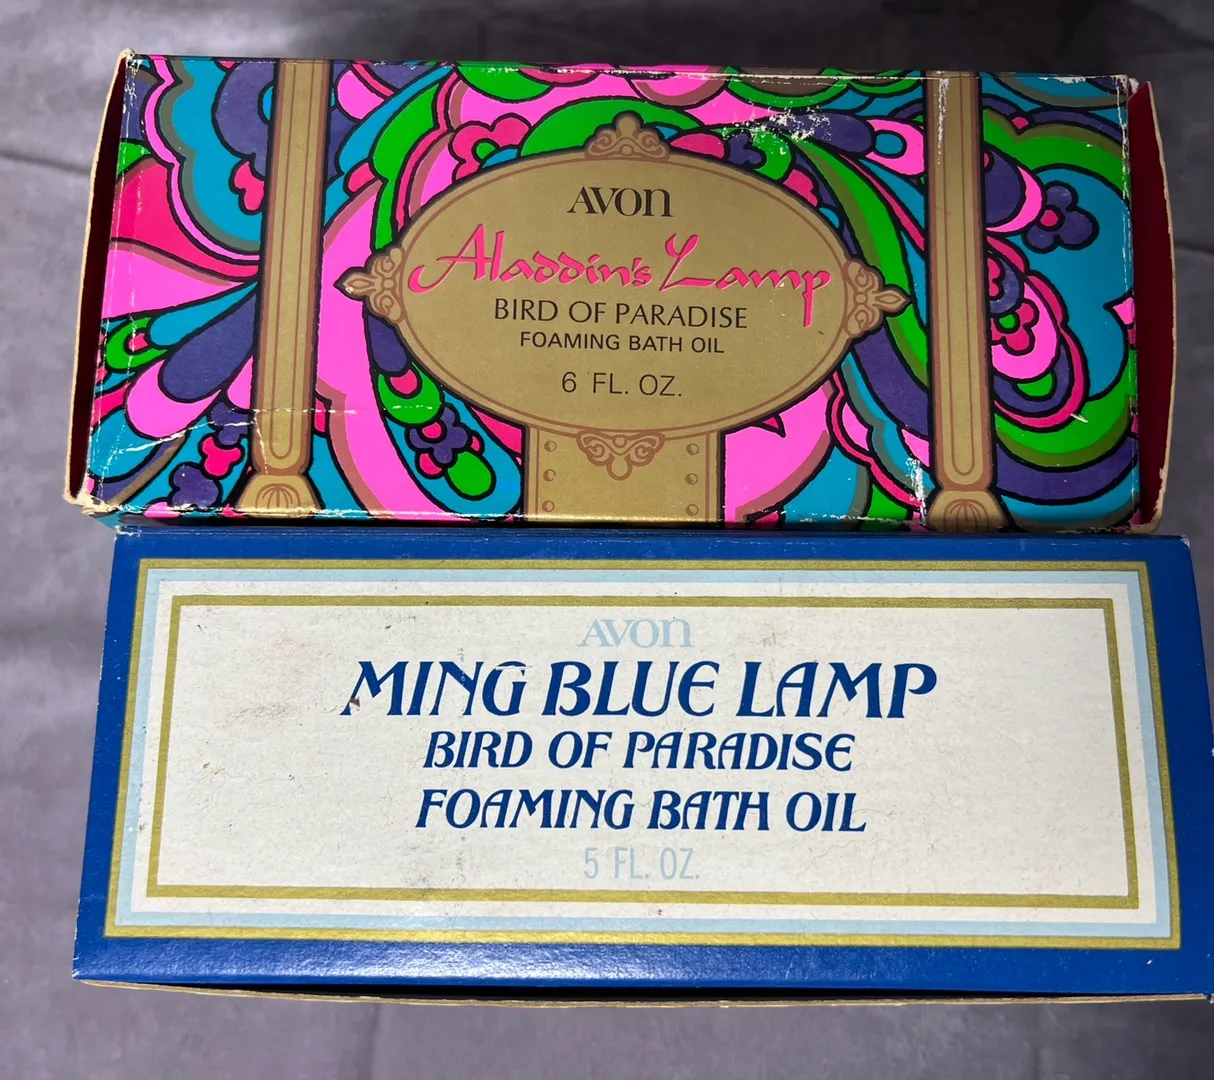 AVON
Aladdin's Lamp
BIRD OF PARADISE
FOAMING BATH OIL
6 FL. OZ.
AVON
MING BLUE LAMP
BIRD OF PARADISE
FOAMING BATH OIL
5 FL. OZ.